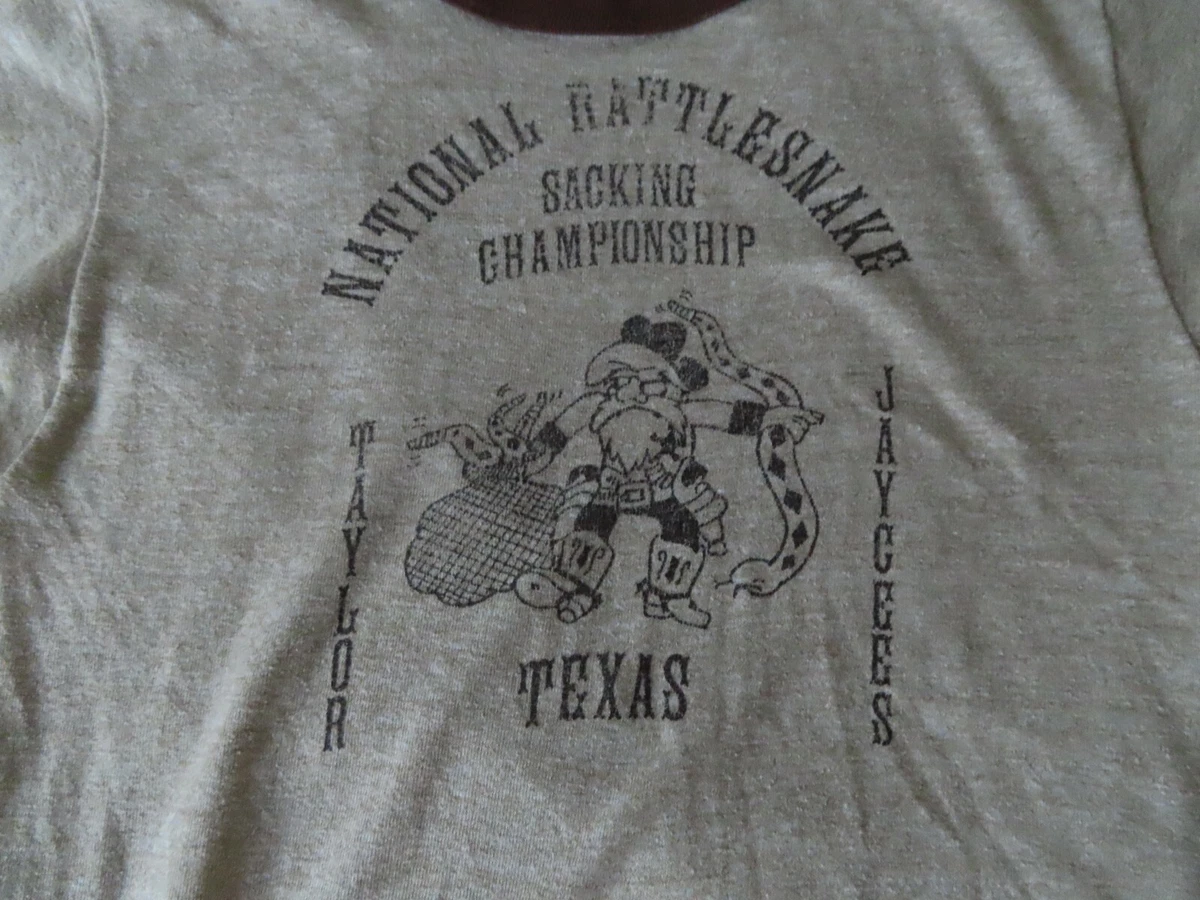 NATIONAL RATTLESNAKE
SACKING
CHAMPIONSHIP
TAYLOR
JAYCEES
TEXAS